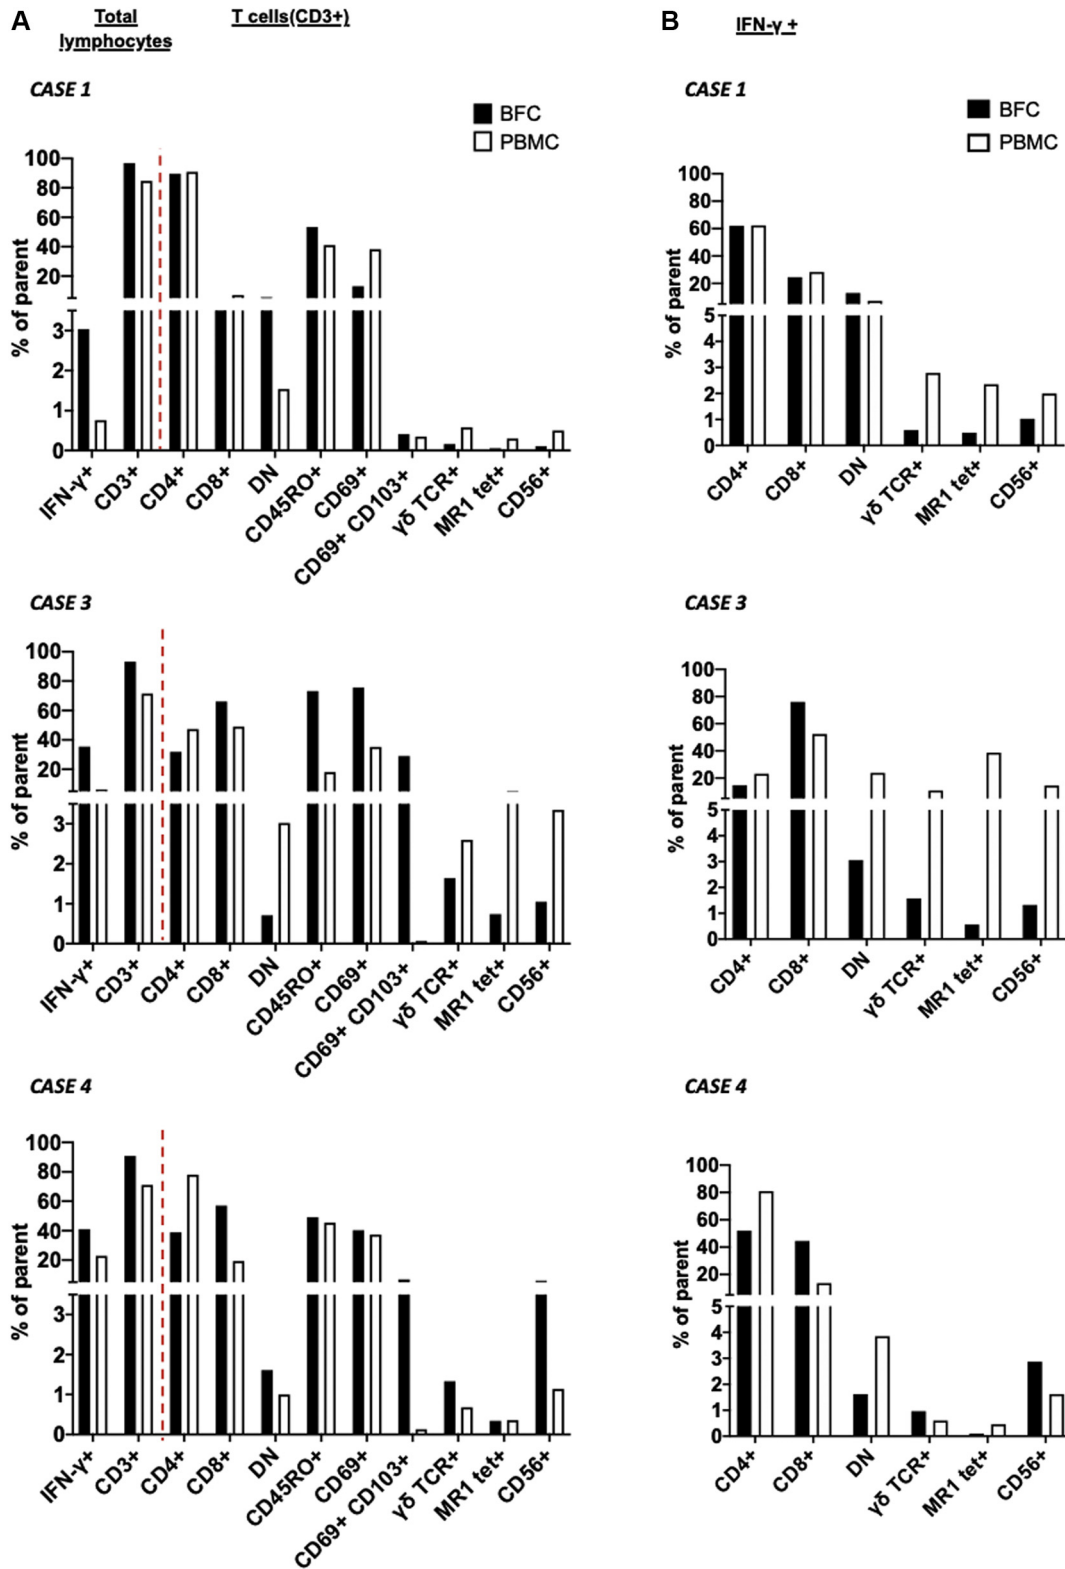 A
Total
lymphocytes
T cells(CD3+)
CASE 1
BFC
PBMC
% of parent
100
80
60
40
20
3
2
1
0
IFN-γ+
CD3+
CD4+
CD8+
DN
CD45RO+
CD69+
CD69+ CD103+
γδ TCR+
MR1 tet+
CD56+
CASE 3
% of parent
100
80
60
40
20
3
2
1
0
IFN-γ+
CD3+
CD4+
CD8+
DN
CD45RO+
CD69+
CD69+ CD103+
γδ TCR+
MR1 tet+
CD56+
CASE 4
% of parent
100
80
60
40
20
3
2
1
0
IFN-γ+
CD3+
CD4+
CD8+
DN
CD45RO+
CD69+
CD69+ CD103+
γδ TCR+
MR1 tet+
CD56+
B
IFN-γ +
CASE 1
BFC
PBMC
% of parent
100
80
60
40
20
5
4
3
2
1
0
CD4+
CD8+
DN
γδ TCR+
MR1 tet+
CD56+
CASE 3
% of parent
100
80
60
40
20
5
4
3
2
1
0
CD4+
CD8+
DN
γδ TCR+
MR1 tet+
CD56+
CASE 4
% of parent
100
80
60
40
20
5
4
3
2
1
0
CD4+
CD8+
DN
γδ TCR+
MR1 tet+
CD56+